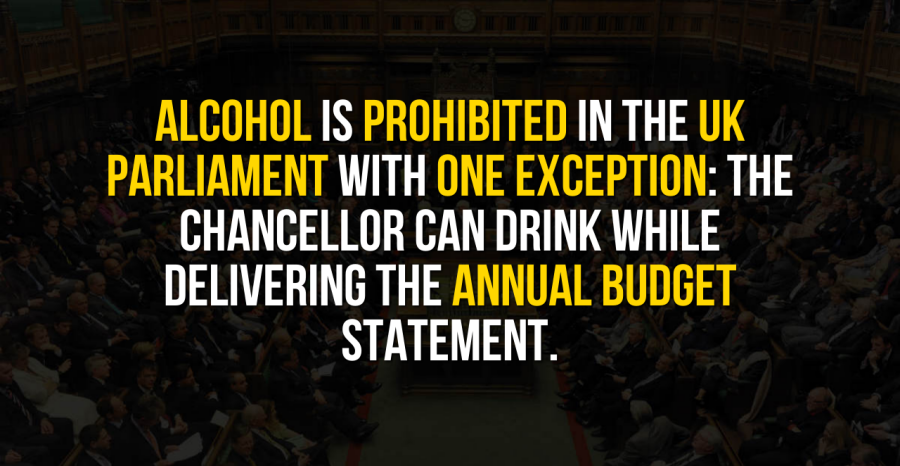 ALCOHOL IS PROHIBITED IN THE UK
PARLIAMENT WITH ONE EXCEPTION: THE
CHANCELLOR CAN DRINK WHILE
DELIVERING THE ANNUAL BUDGET
STATEMENT.